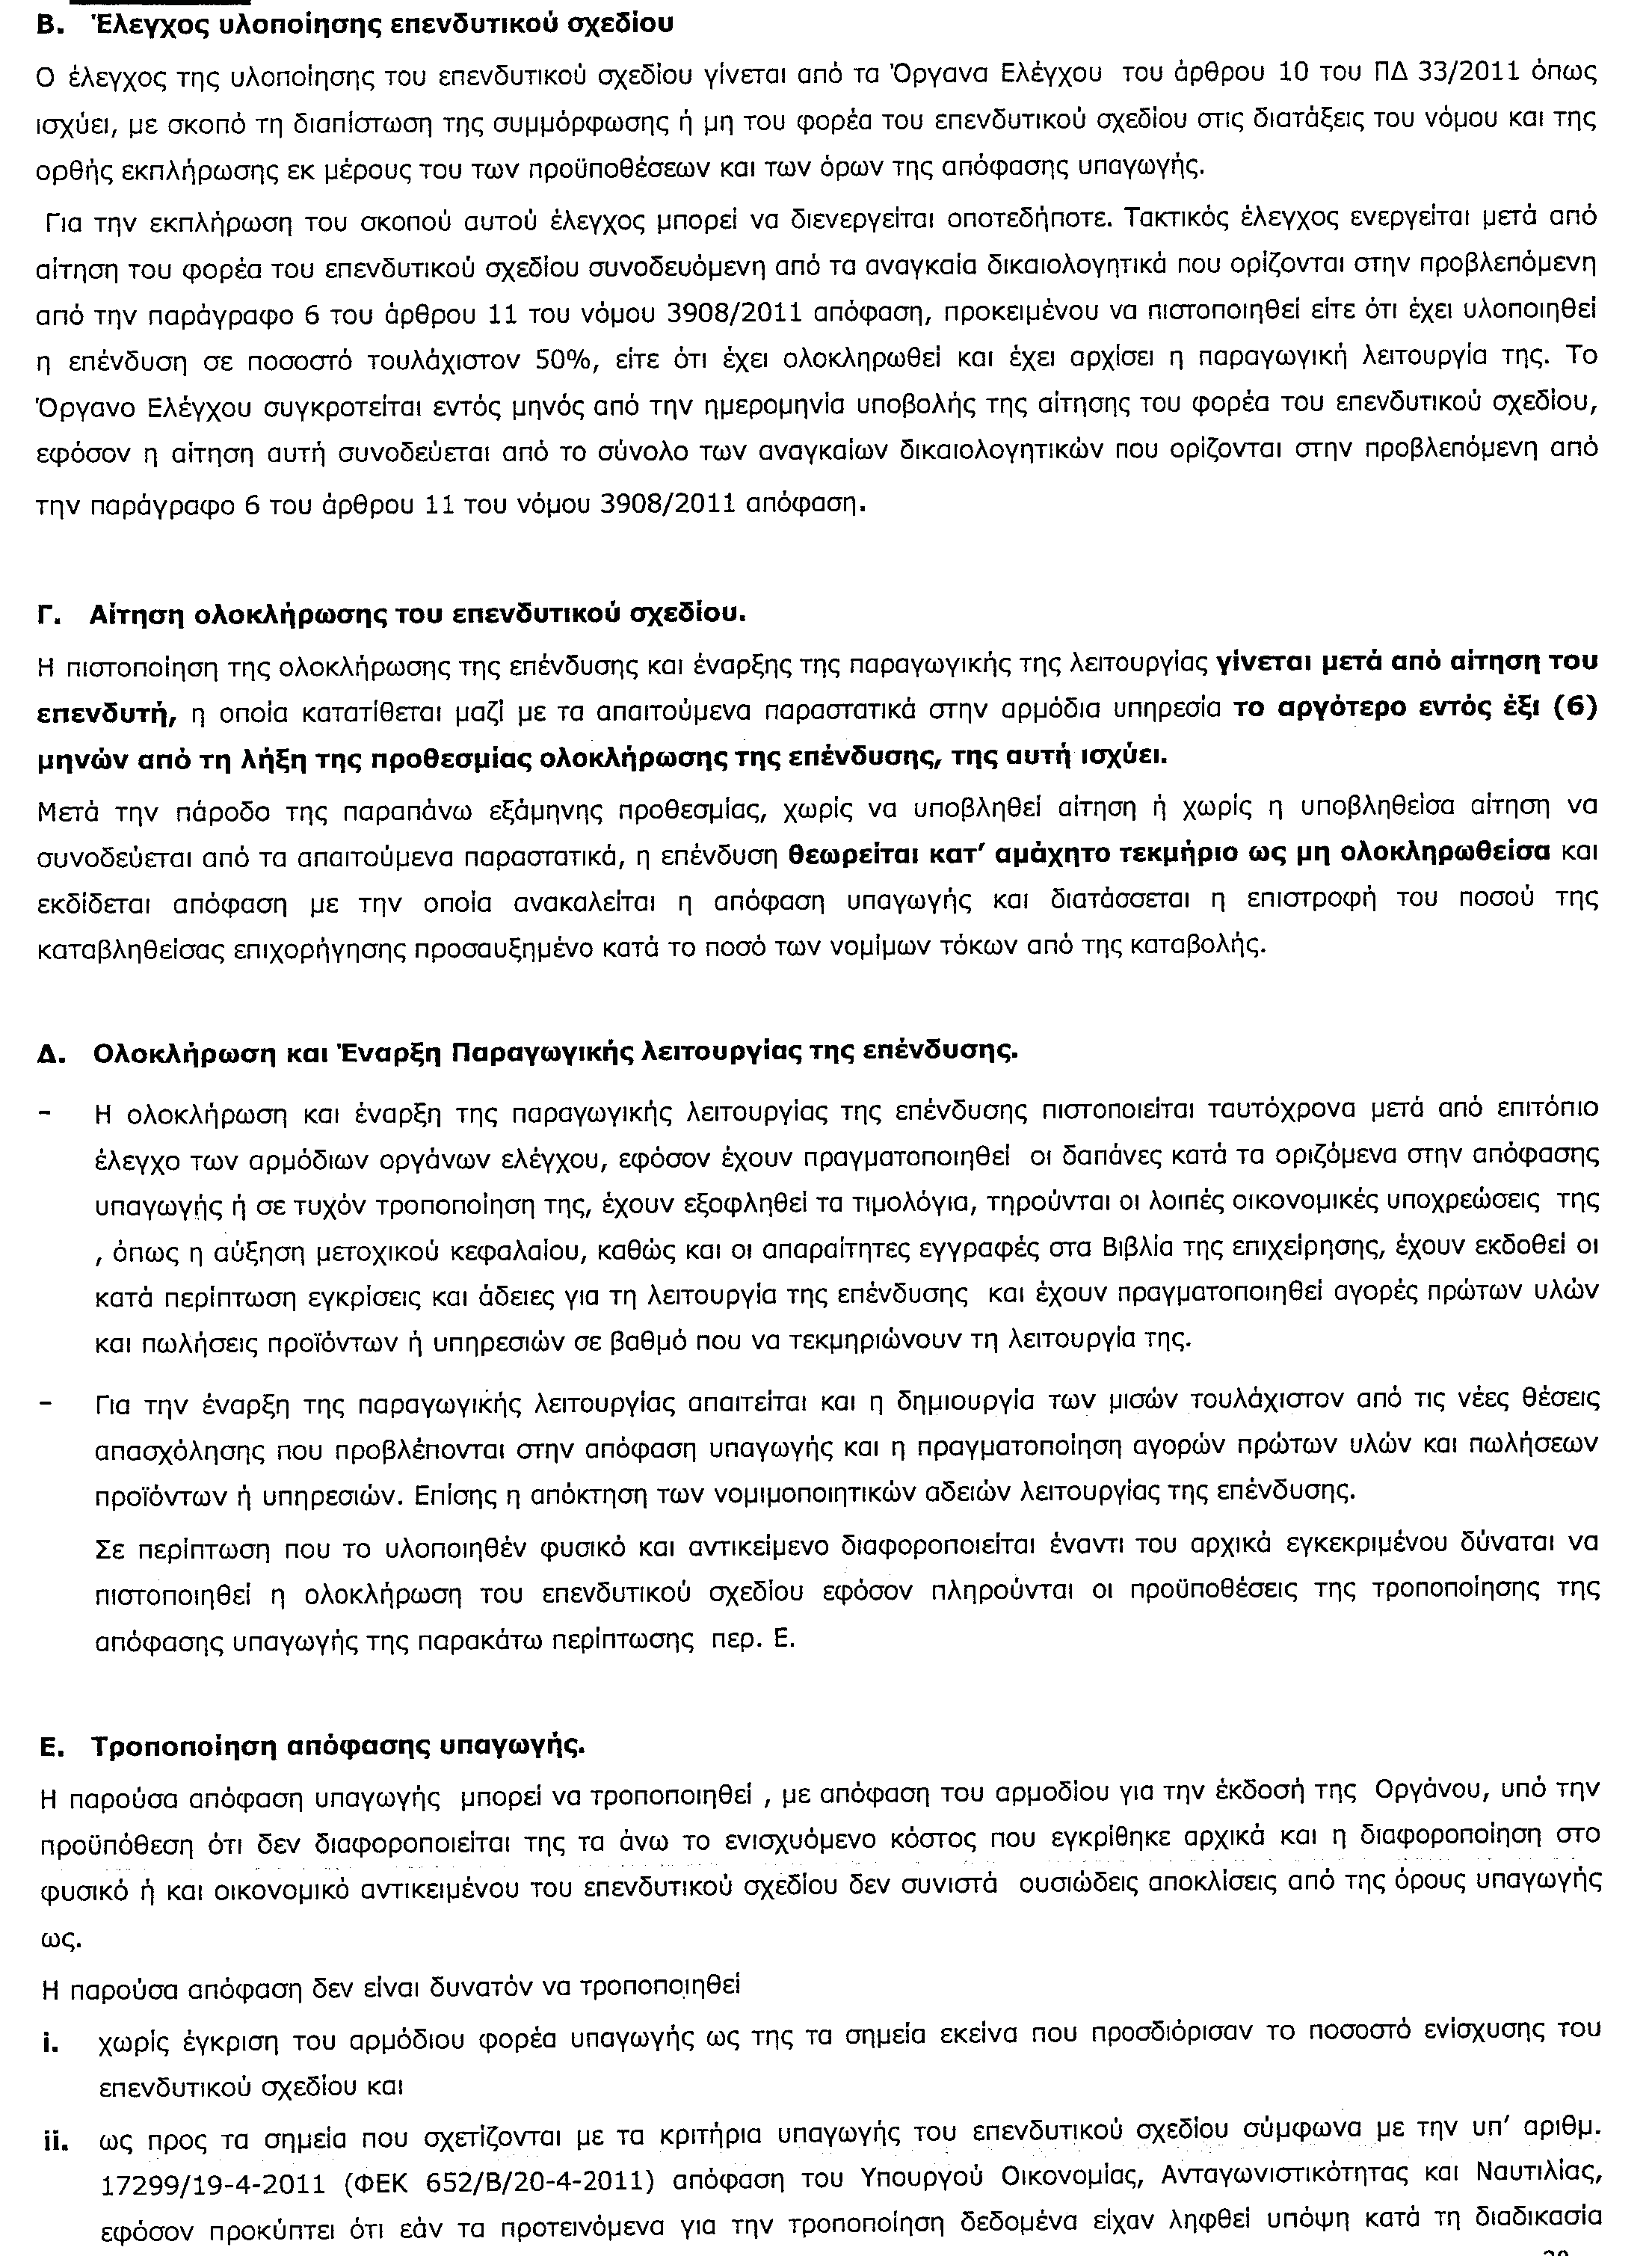 Β. Έλεγχος υλοποίησης επενδυτικού σχεδίου
Ο έλεγχος της υλοποίησης του επενδυτικού σχεδίου γίνεται από τα Όργανα Ελέγχου του άρθρου 10 του ΠΔ 33/2011 όπως
ισχύει, με σκοπό τη διαπίστωση της συμμόρφωσης ή μη του φορέα του επενδυτικού σχεδίου στις διατάξεις του νόμου και της
ορθής εκπλήρωσης εκ μέρους του των προϋποθέσεων και των όρων της απόφασης υπαγωγής.
Για την εκπλήρωση του σκοπού αυτού έλεγχος μπορεί να διενεργείται οποτεδήποτε. Τακτικός έλεγχος ενεργείται μετά από
αίτηση του φορέα του επενδυτικού σχεδίου συνοδευόμενη από τα αναγκαία δικαιολογητικά που ορίζονται στην προβλεπόμενη
από την παράγραφο 6 του άρθρου 11 του νόμου 3908/2011 απόφαση, προκειμένου να πιστοποιηθεί είτε ότι έχει υλοποιηθεί
η επένδυση σε ποσοστό τουλάχιστον 50%, είτε ότι έχει ολοκληρωθεί και έχει αρχίσει η παραγωγική λειτουργία της. Το
Όργανο Ελέγχου συγκροτείται εντός μηνός από την ημερομηνία υποβολής της αίτησης του φορέα του επενδυτικού σχεδίου,
εφόσον η αίτηση αυτή συνοδεύεται από το σύνολο των αναγκαίων δικαιολογητικών που ορίζονται στην προβλεπόμενη από
την παράγραφο 6 του άρθρου 11 του νόμου 3908/2011 απόφαση.
Γ. Αίτηση ολοκλήρωσης του επενδυτικού σχεδίου.
Η πιστοποίηση της ολοκλήρωσης της επένδυσης και έναρξης της παραγωγικής της λειτουργίας γίνεται μετά από αίτηση του
επενδυτή, η οποία κατατίθεται μαζί με τα απαιτούμενα παραστατικά στην αρμόδια υπηρεσία το αργότερο εντός έξι (6)
μηνών από τη λήξη της προθεσμίας ολοκλήρωσης της επένδυσης, της αυτή ισχύει.
Μετά την πάροδο της παραπάνω εξάμηνης προθεσμίας, χωρίς να υποβληθεί αίτηση ή χωρίς η υποβληθείσα αίτηση να
συνοδεύεται από τα απαιτούμενα παραστατικά, η επένδυση θεωρείται κατ' αμάχητο τεκμήριο ως μη ολοκληρωθείσα και
εκδίδεται απόφαση με την οποία ανακαλείται η απόφαση υπαγωγής και διατάσσεται η επιστροφή του ποσού της
καταβληθείσας επιχορήγησης προσαυξημένο κατά το ποσό των νομίμων τόκων από της καταβολής.
Δ. Ολοκλήρωση και Έναρξη Παραγωγικής λειτουργίας της επένδυσης.
- Η ολοκλήρωση και έναρξη της παραγωγικής λειτουργίας της επένδυσης πιστοποιείται ταυτόχρονα μετά από επιτόπιο
έλεγχο των αρμόδιων οργάνων ελέγχου, εφόσον έχουν πραγματοποιηθεί οι δαπάνες κατά τα οριζόμενα στην απόφασης
υπαγωγής ή σε τυχόν τροποποίηση της, έχουν εξοφληθεί τα τιμολόγια, τηρούνται οι λοιπές οικονομικές υποχρεώσεις της
, όπως η αύξηση μετοχικού κεφαλαίου, καθώς και οι απαραίτητες εγγραφές στα Βιβλία της επιχείρησης, έχουν εκδοθεί οι
κατά περίπτωση εγκρίσεις και άδειες για τη λειτουργία της επένδυσης και έχουν πραγματοποιηθεί αγορές πρώτων υλών
και πωλήσεις προϊόντων ή υπηρεσιών σε βαθμό που να τεκμηριώνουν τη λειτουργία της.
- Για την έναρξη της παραγωγικής λειτουργίας απαιτείται και η δημιουργία των μισών τουλάχιστον από τις νέες θέσεις
απασχόλησης που προβλέπονται στην απόφαση υπαγωγής και η πραγματοποίηση αγορών πρώτων υλών και πωλήσεων
προϊόντων ή υπηρεσιών. Επίσης η απόκτηση των νομιμοποιητικών αδειών λειτουργίας της επένδυσης.
Σε περίπτωση που το υλοποιηθέν φυσικό και αντικείμενο διαφοροποιείται έναντι του αρχικά εγκεκριμένου δύναται να
πιστοποιηθεί η ολοκλήρωση του επενδυτικού σχεδίου εφόσον πληρούνται οι προϋποθέσεις της τροποποίησης της
απόφασης υπαγωγής της παρακάτω περίπτωσης περ. Ε.
Ε. Τροποποίηση απόφασης υπαγωγής.
Η παρούσα απόφαση υπαγωγής μπορεί να τροποποιηθεί , με απόφαση του αρμοδίου για την έκδοσή της Οργάνου, υπό την
προϋπόθεση ότι δεν διαφοροποιείται της τα άνω το ενισχυόμενο κόστος που εγκρίθηκε αρχικά και η διαφοροποίηση στο
φυσικό ή και οικονομικό αντικειμένου του επενδυτικού σχεδίου δεν συνιστά ουσιώδεις αποκλίσεις από της όρους υπαγωγής
ως.
Η παρούσα απόφαση δεν είναι δυνατόν να τροποποιηθεί
i. χωρίς έγκριση του αρμόδιου φορέα υπαγωγής ως της τα σημεία εκείνα που προσδιόρισαν το ποσοστό ενίσχυσης του
επενδυτικού σχεδίου και
ii. ως προς τα σημεία που σχετίζονται με τα κριτήρια υπαγωγής του επενδυτικού σχεδίου σύμφωνα με την υπ' αριθμ.
17299/19-4-2011 (ΦΕΚ 652/Β/20-4-2011) απόφαση του Υπουργού Οικονομίας, Ανταγωνιστικότητας και Ναυτιλίας,
εφόσον προκύπτει ότι εάν τα προτεινόμενα για την τροποποίηση δεδομένα είχαν ληφθεί υπόψη κατά τη διαδικασία